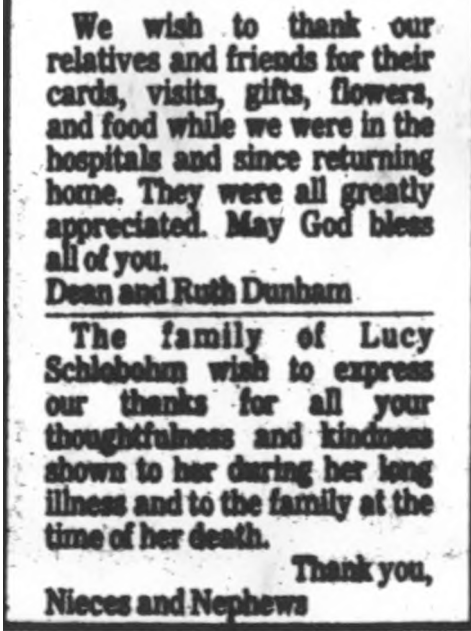 We wish to thank our
relatives and friends for their
cards, visits, gifts, flowers,
and food while we were in the
hospitals and since returning
home. They were all greatly
appreciated. May God bless
all of you.
Dean and Ruth Dunham
The family of Lucy
Schlobohm wish to express
our thanks for all your
thoughtfulness and kindness
shown to her during her long
illness and to the family at the
time of her death.
Thank you,
Nieces and Nephews